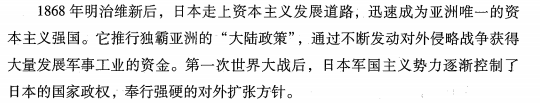 1868年明治维新后，日本走上资本主义发展道路，迅速成为亚洲唯一的资
本主义强国。它推行独霸亚洲的“大陆政策”，通过不断发动对外侵略战争获得
大量发展军事工业的资金。第一次世界大战后，日本军国主义势力逐渐控制了
日本的国家政权，奉行强硬的对外扩张方针。